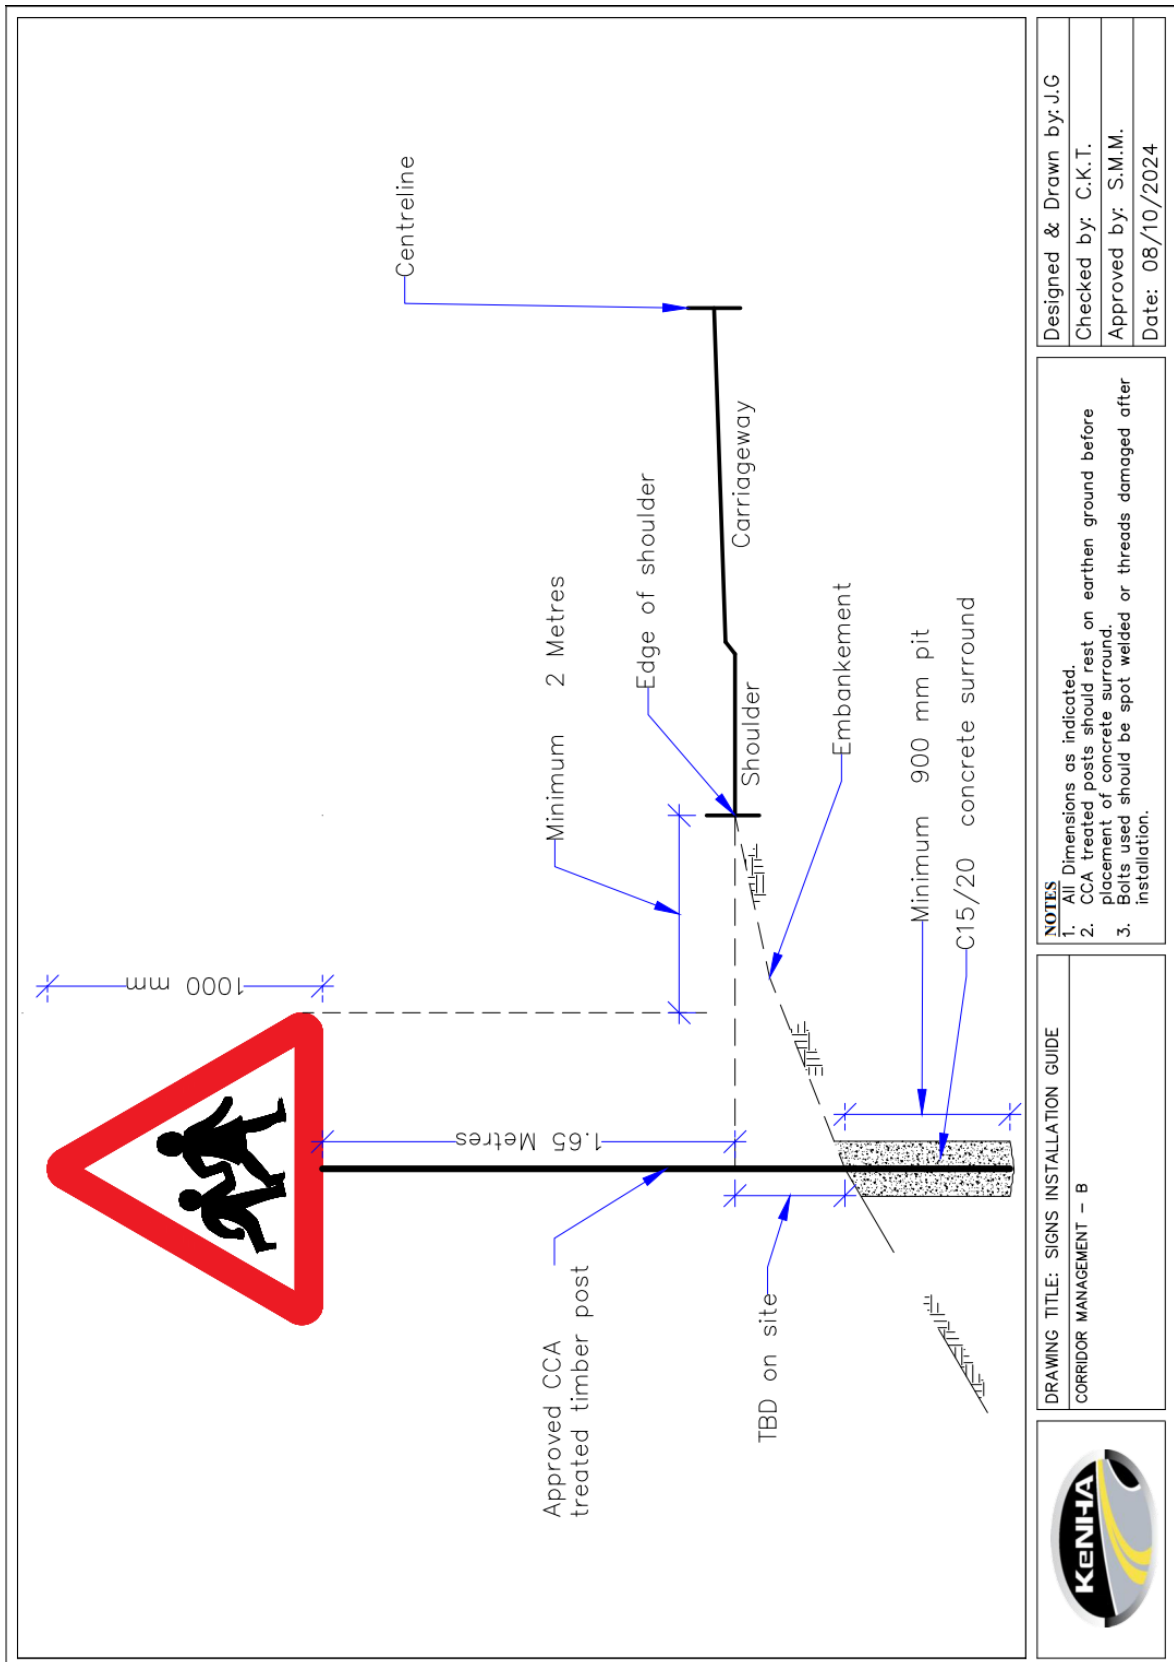 Centreline
1000 mm
Minimum 2 Metres
Edge of shoulder
Carriageway
Shoulder
1.65 Metres
Embankement
Minimum 900 mm pit
C15/20 concrete surround
Approved CCA
treated timber post
TBD on site
KeNHA
DRAWING TITLE: SIGNS INSTALLATION GUIDE
CORRIDOR MANAGEMENT - B
NOTES
1. All Dimensions as indicated.
2. CCA treated posts should rest on earthen ground before
placement of concrete surround.
3. Bolts used should be spot welded or threads damaged after
installation.
Designed & Drawn by: J.G
Checked by: C.K.T.
Approved by: S.M.M.
Date: 08/10/2024